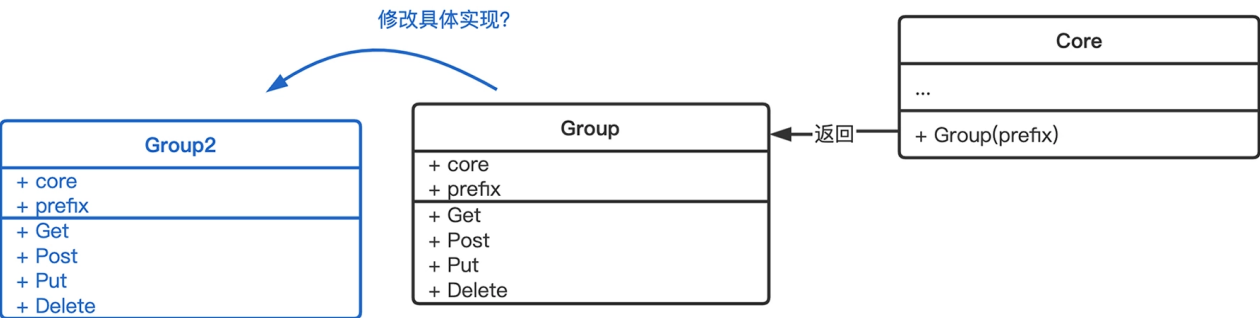 修改具体实现?
Core
...
+ Group(prefix)
返回
Group
+ core
+ prefix
+ Get
+ Post
+ Put
+ Delete
Group2
+ core
+ prefix
+ Get
+ Post
+ Put
+ Delete